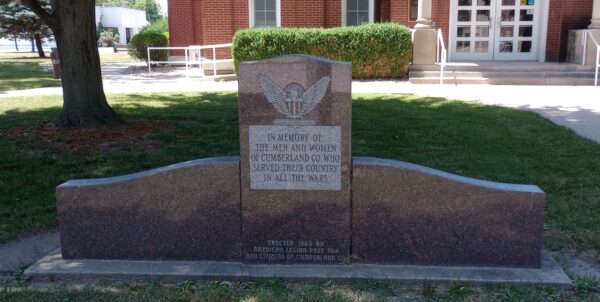 IN MEMORY OF
THE MEN AND WOMEN
OF CUMBERLAND CO. WHO
SERVED THEIR COUNTRY
IN ALL THE WARS
ERECTED 1963 BY
AMERICAN LEGION POST 764
AND CITIZENS OF CUMBERLAND CO.